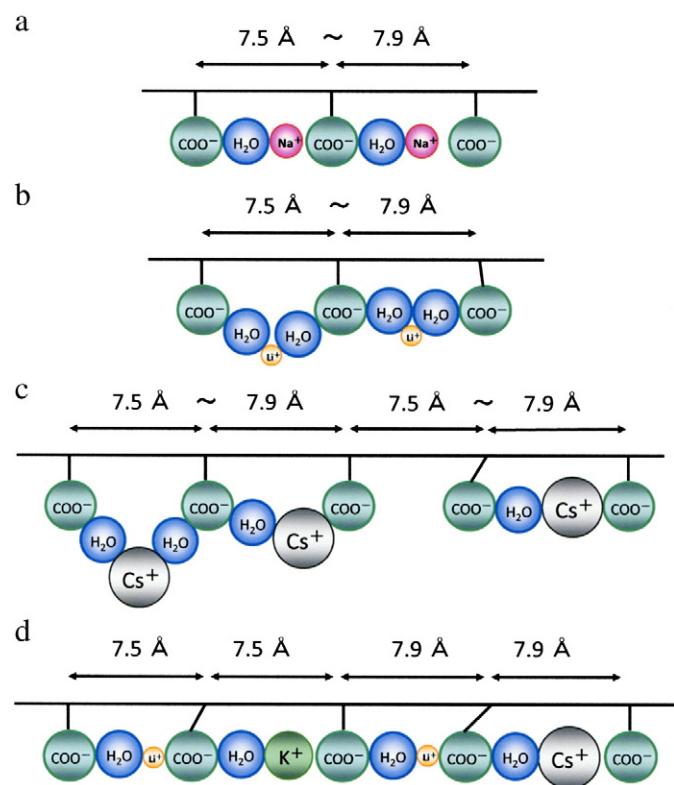 a
7.5 Å ~ 7.9 Å
COO⁻ H₂O Na⁺ COO⁻ H₂O Na⁺ COO⁻
b
7.5 Å ~ 7.9 Å
COO⁻ H₂O Li⁺ H₂O COO⁻ H₂O Li⁺ H₂O COO⁻
c
7.5 Å ~ 7.9 Å 7.5 Å ~ 7.9 Å
COO⁻ H₂O Cs⁺ H₂O COO⁻ H₂O Cs⁺ COO⁻ COO⁻ H₂O Cs⁺ COO⁻
d
7.5 Å 7.5 Å 7.9 Å 7.9 Å
COO⁻ H₂O Li⁺ COO⁻ H₂O K⁺ COO⁻ H₂O Li⁺ COO⁻ H₂O Cs⁺ COO⁻